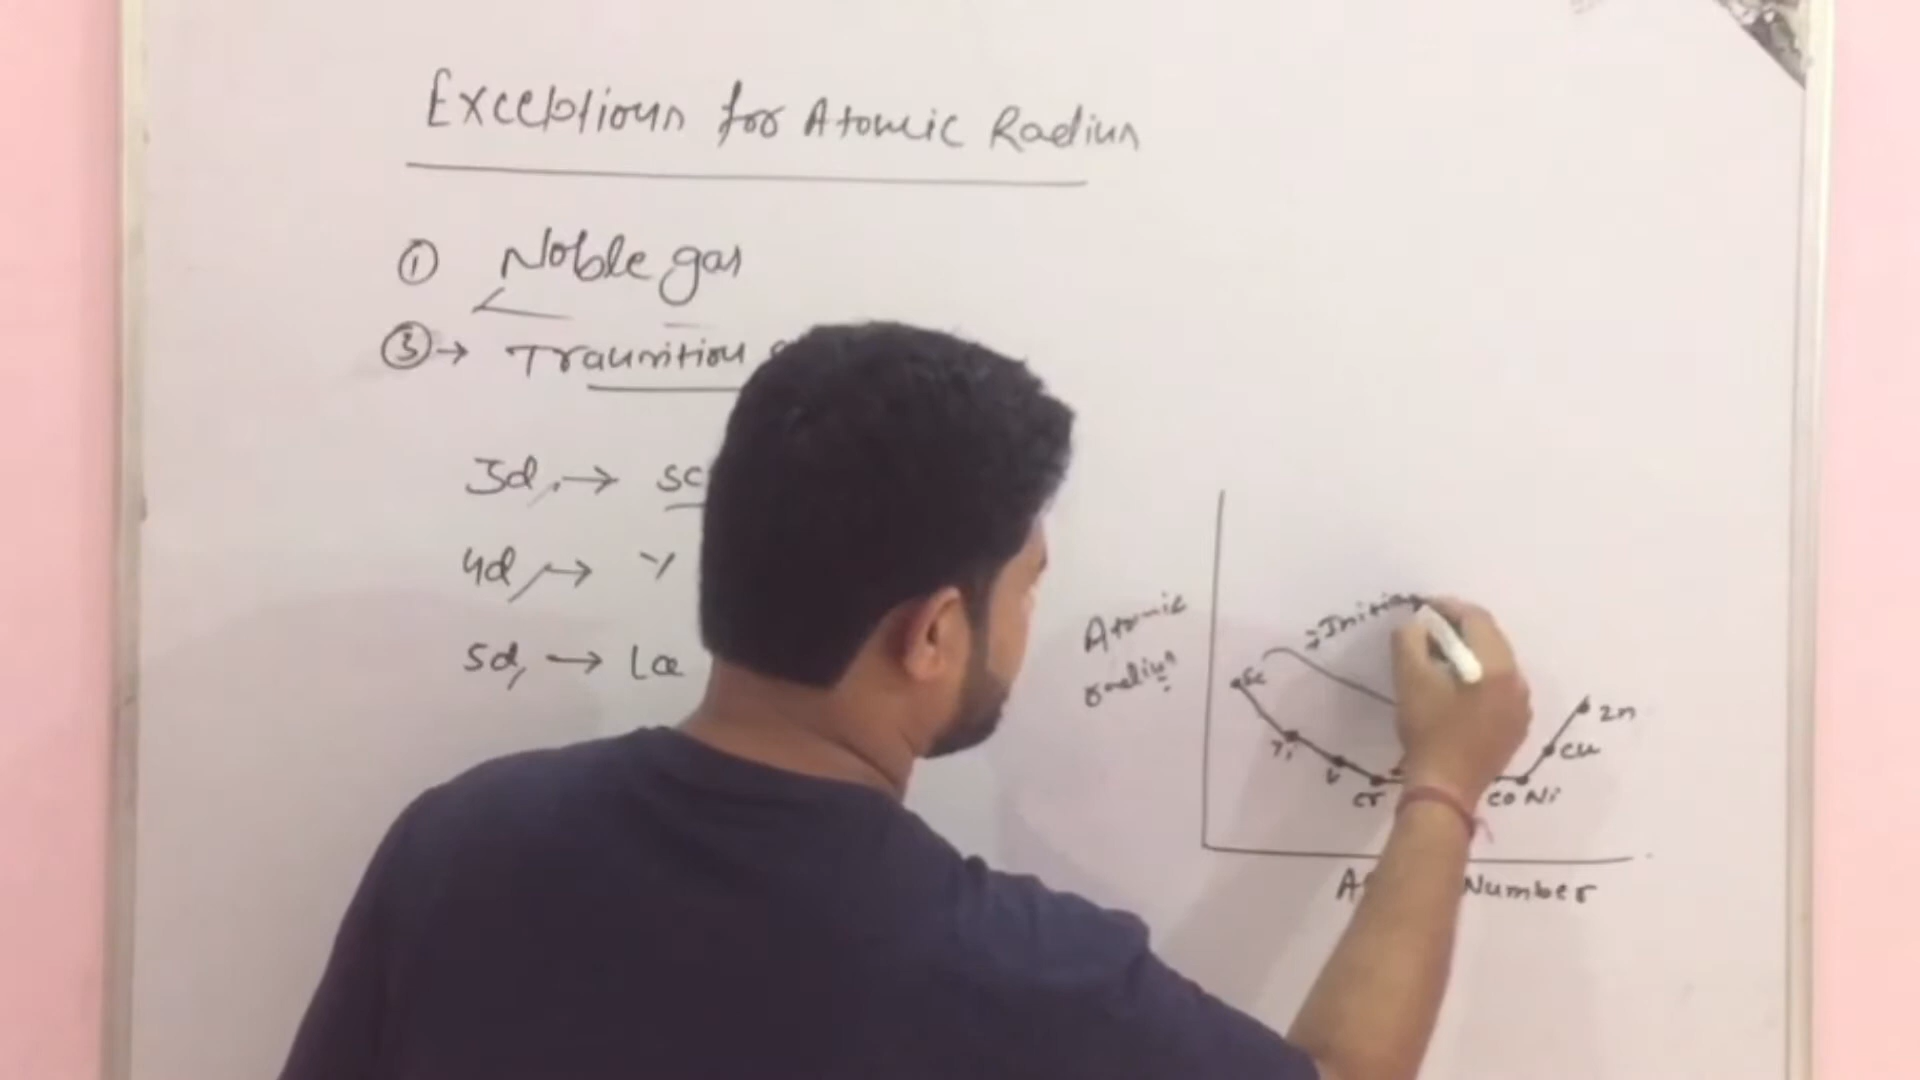 Exceptions for Atomic Radius
① Noble gas
③→ Transition
3d → Sc
4d → Y
5d → La
Atomic
radius
Sc
Ti
V
Cr
Co Ni
Cu
Zn
Number